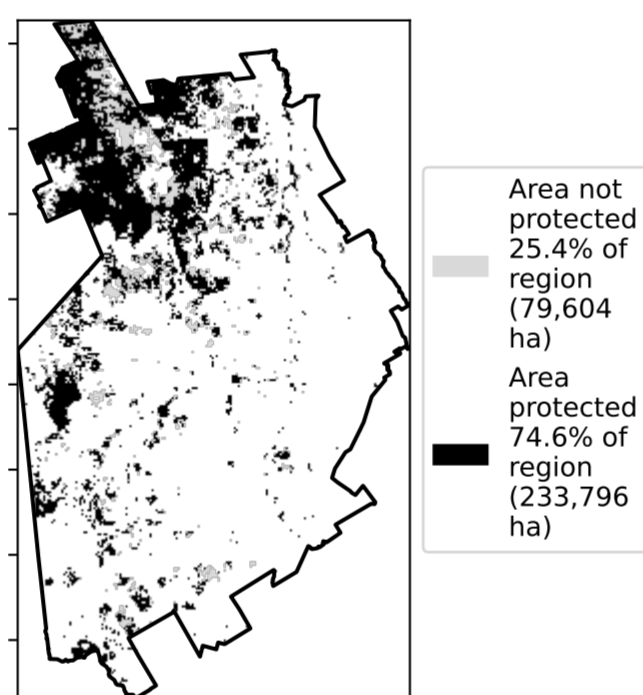 Area not
protected
25.4% of
region
(79,604
ha)
Area
protected
74.6% of
region
(233,796
ha)